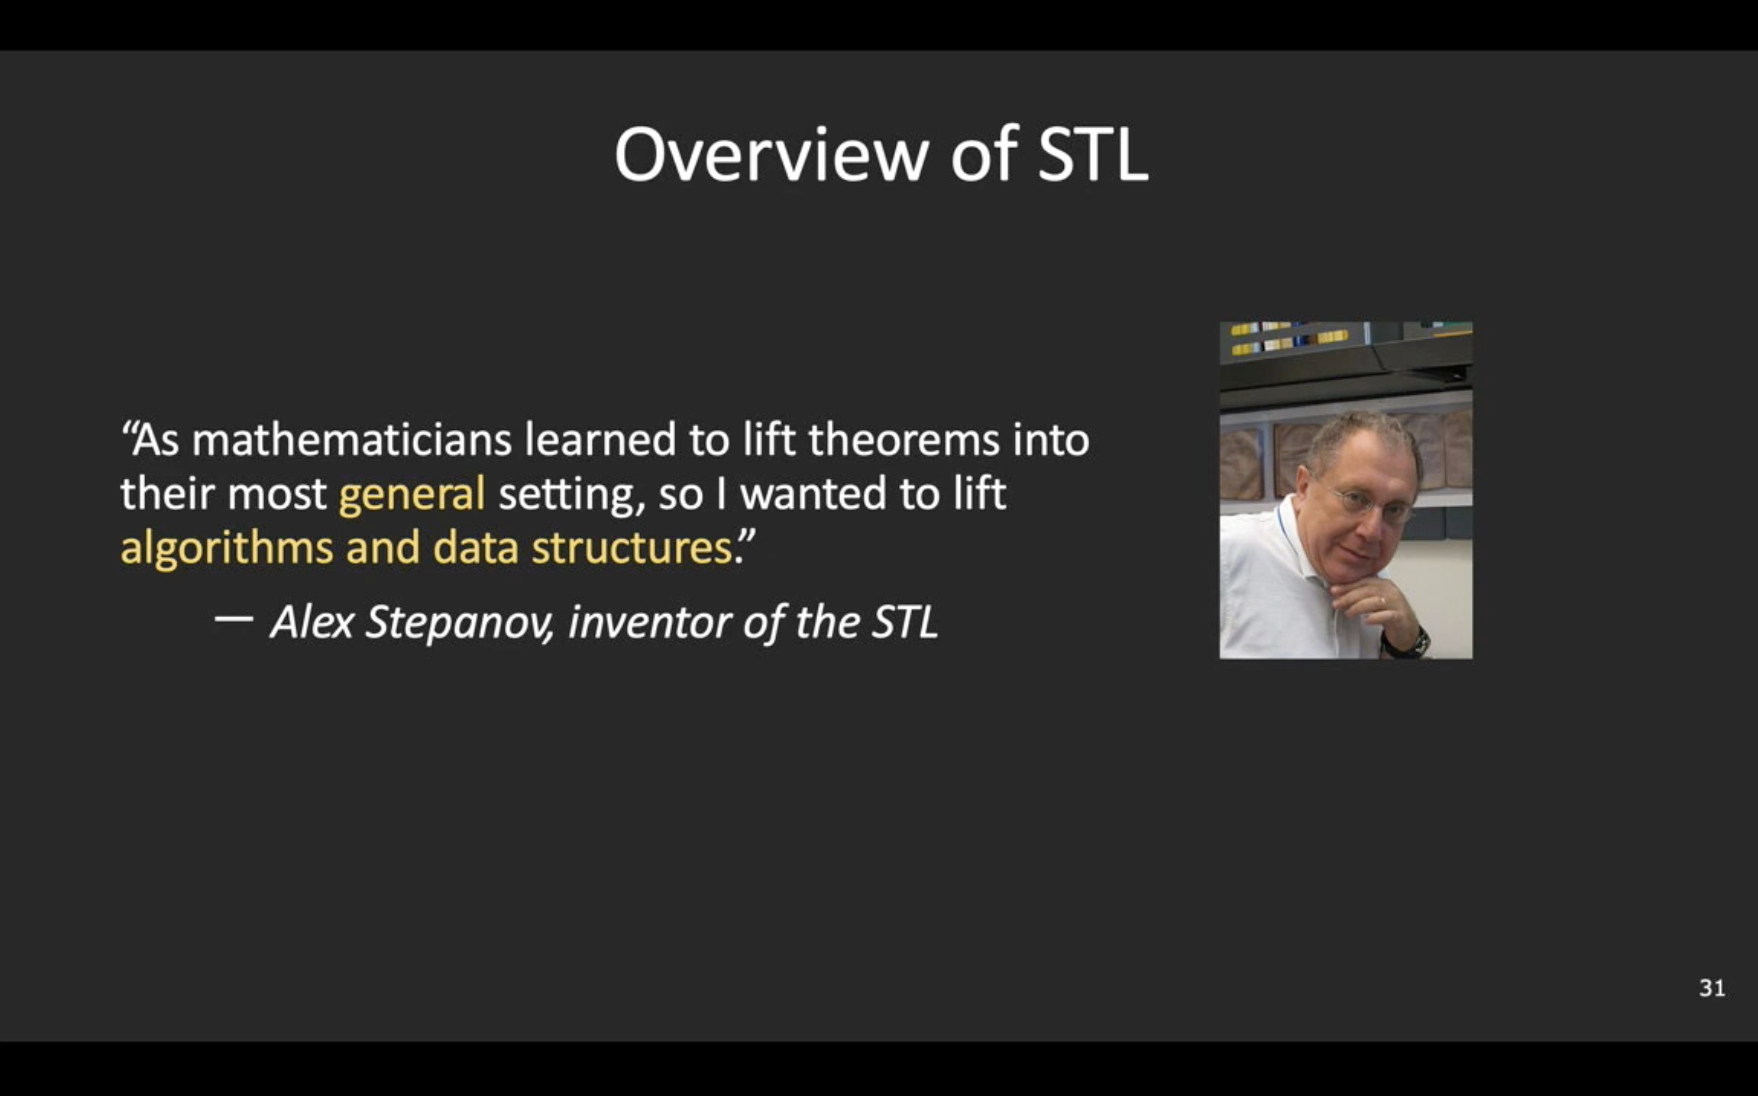 Overview of STL
“As mathematicians learned to lift theorems into
their most general setting, so I wanted to lift
algorithms and data structures.”
— Alex Stepanov, inventor of the STL
31